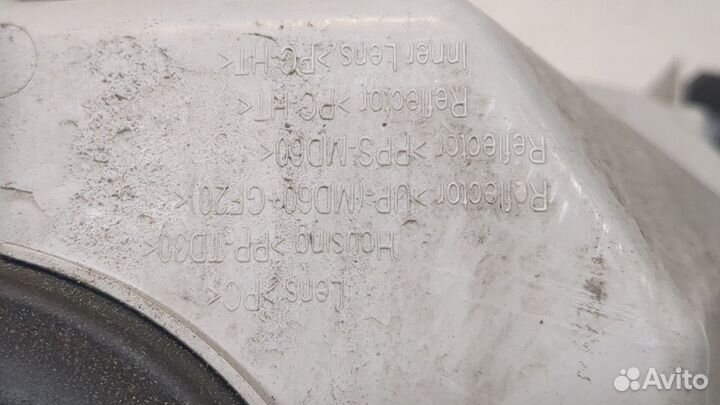 Lens >PC<
Housing >PP-TD30<
Reflector >UP-(MD60+GF20)<
Reflector >PPS-MD60<
Reflector >PC-HT<
Inner Lens >PC-HT<
Avito